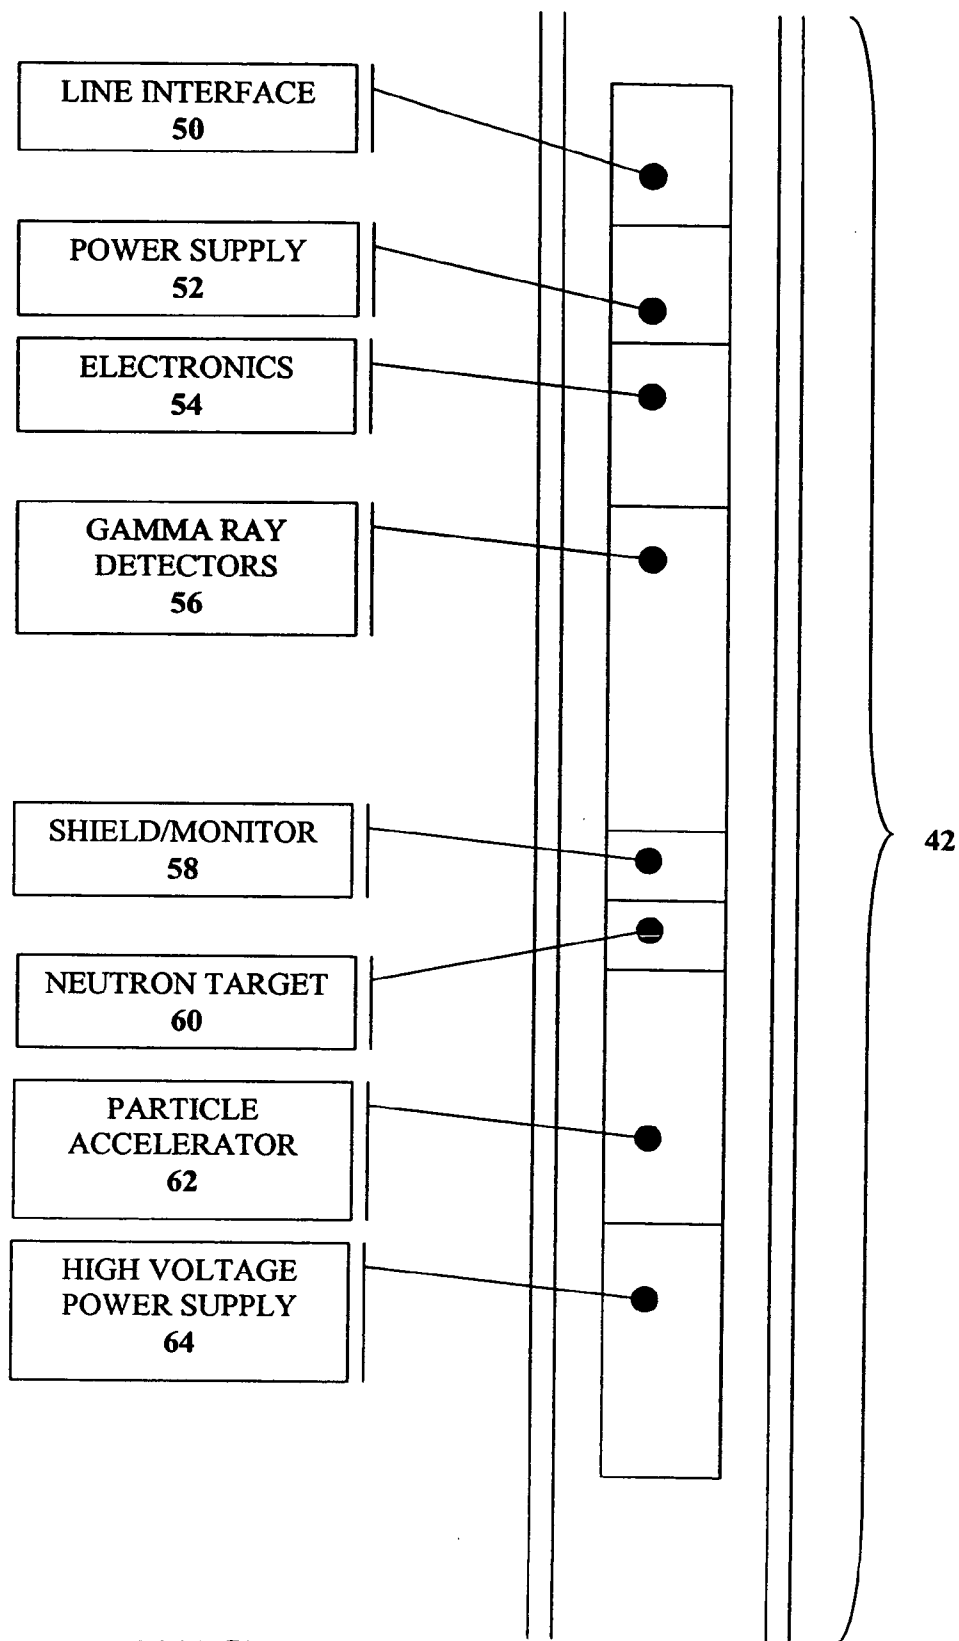 LINE INTERFACE
50
POWER SUPPLY
52
ELECTRONICS
54
GAMMA RAY
DETECTORS
56
SHIELD/MONITOR
58
42
NEUTRON TARGET
60
PARTICLE
ACCELERATOR
62
HIGH VOLTAGE
POWER SUPPLY
64